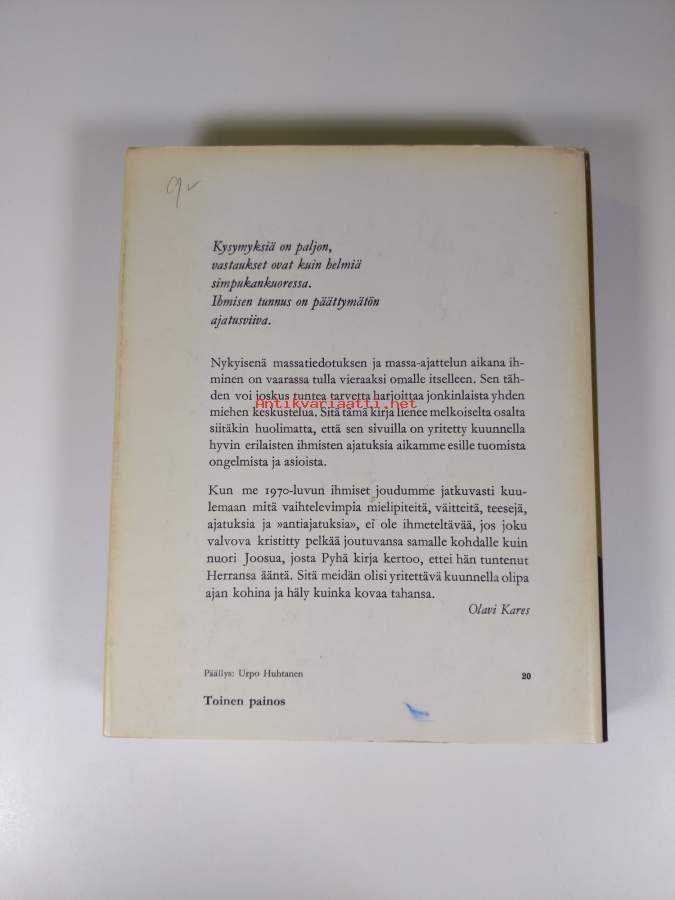 9
Kysymyksiä on paljon,
vastaukset ovat kuin helmiä
simpukankuoressa.
Ihmisen tunnus on päättymätön
ajatusviiva.
Nykyisenä massatiedotuksen ja massa-ajattelun aikana ih-
minen on vaarassa tulla vieraaksi omalle itselleen. Sen täh-
den voi joskus tuntea tarvetta harjoittaa jonkinlaista yhden
Antikvariaatti.net
miehen keskustelua. Sitä tämä kirja lienee melkoiselta osalta
siitäkin huolimatta, että sen sivuilla on yritetty kuunnella
hyvin erilaisten ihmisten ajatuksia aikamme esille tuomista
ongelmista ja asioista.
Kun me 1970-luvun ihmiset joudumme jatkuvasti kuu-
lemaan mitä vaihtelevimpia mielipiteitä, väitteitä, teesejä,
ajatuksia ja »antiajatuksia», ei ole ihmeteltävää, jos joku
valvova kristitty pelkää joutuvansa samalle kohdalle kuin
nuori Joosua, josta Pyhä kirja kertoo, ettei hän tuntenut
Herransa ääntä. Sitä meidän olisi yritettävä kuunnella olipa
ajan kohina ja häly kuinka kovaa tahansa.
Olavi Kares
Päällys: Urpo Huhtanen
20
Toinen painos